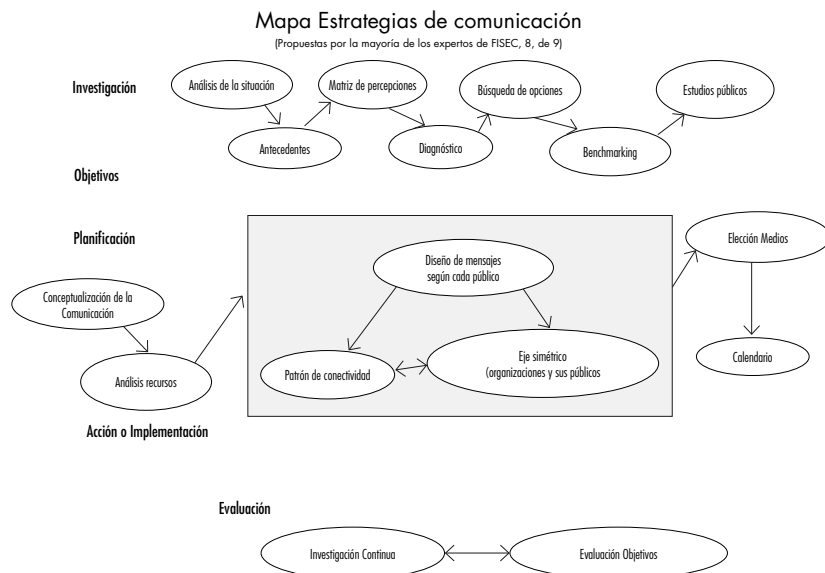 Mapa Estrategias de comunicación
(Propuestas por la mayoría de los expertos de FISEC, 8, de 9)
Investigación
Análisis de la situación
Matriz de percepciones
Búsqueda de opciones
Estudios públicos
Antecedentes
Diagnóstico
Benchmarking
Objetivos
Planificación
Elección Medios
Diseño de mensajes
según cada público
Conceptualización de la
Comunicación
Patrón de conectividad
Eje simétrico
(organizaciones y sus públicos
Calendario
Análisis recursos
Acción o Implementación
Evaluación
Investigación Continua
Evaluación Objetivos